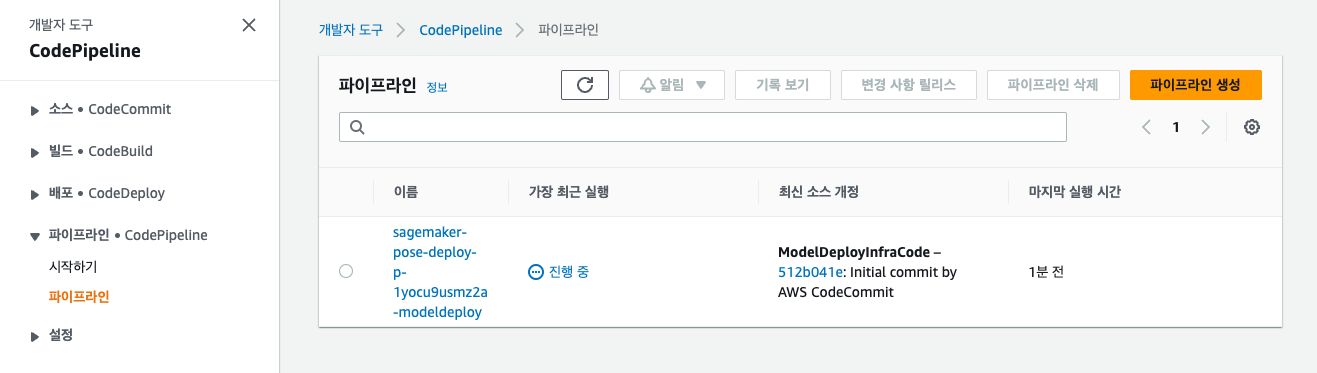 개발자 도구
CodePipeline
소스 • CodeCommit
빌드 • CodeBuild
배포 • CodeDeploy
파이프라인 • CodePipeline
시작하기
파이프라인
설정
개발자 도구 > CodePipeline > 파이프라인
파이프라인 정보
알림
기록 보기
변경 사항 릴리스
파이프라인 삭제
파이프라인 생성
1
이름
가장 최근 실행
최신 소스 개정
마지막 실행 시간
sagemaker-
pose-deploy-
p-
1yocu9usmz2a
-modeldeploy
진행 중
ModelDeployInfraCode –
512b041e: Initial commit by
AWS CodeCommit
1분 전